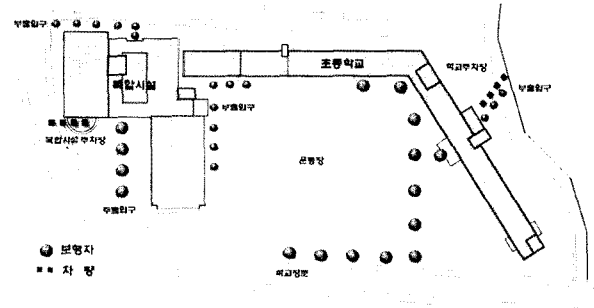 부출입구
초등학교
학교주차장
복합시설
부출입구
부출입구
복합시설 주차장
운동장
주출입구
보행자
차 량
학교정문